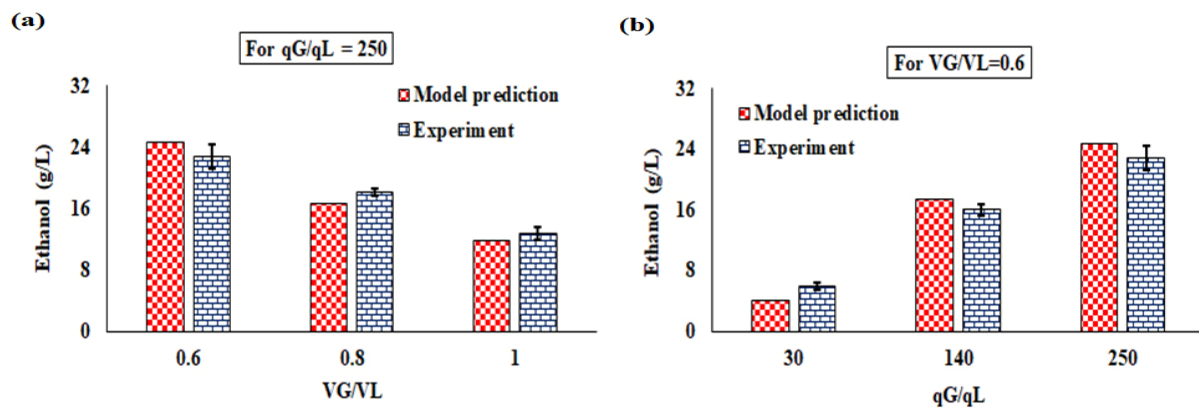 (a)
For qG/qL = 250
32
24
16
8
0
Ethanol (g/L)
Model prediction
Experiment
0.6 0.8 1
VG/VL
(b)
For VG/VL=0.6
32
24
16
8
0
Ethanol (g/L)
Model prediction
Experiment
30 140 250
qG/qL